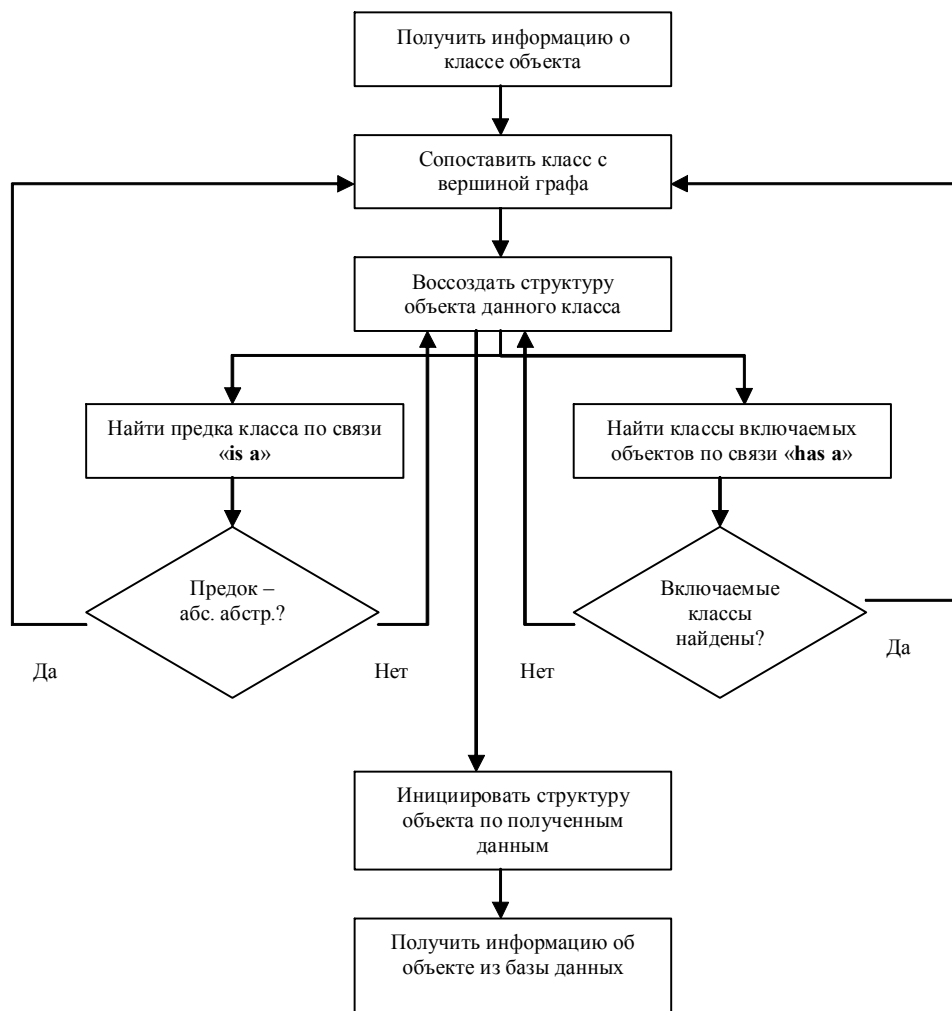 Получить информацию о
классе объекта
Сопоставить класс с
вершиной графа
Воссоздать структуру
объекта данного класса
Найти предка класса по связи
«is a»
Найти классы включаемых
объектов по связи «has a»
Предок –
абс. абстр.?
Включаемые
классы
найдены?
Да
Нет
Нет
Да
Инициировать структуру
объекта по полученным
данным
Получить информацию об
объекте из базы данных